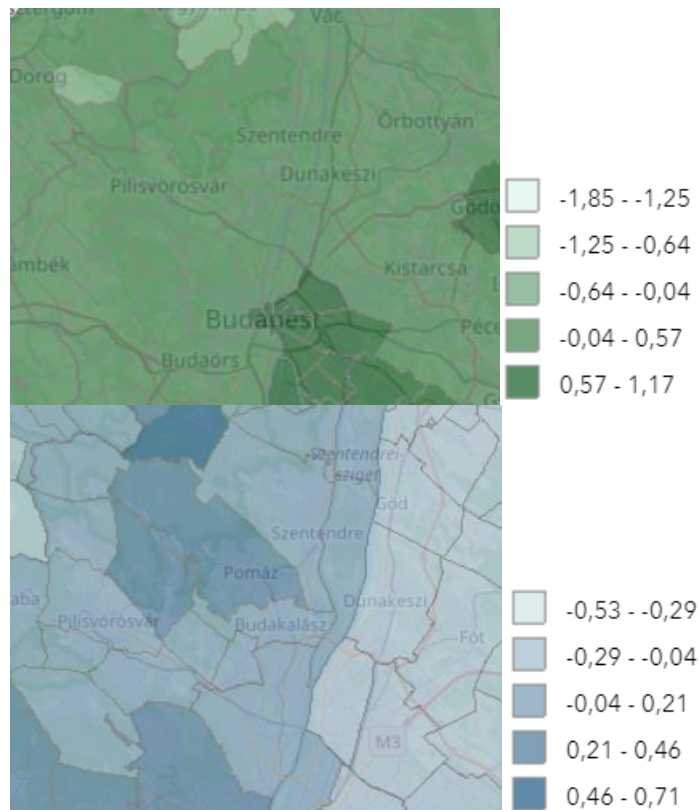 Vác
Dorog
Őrbottyán
Szentendre
Dunakeszi
Pilisvörösvár
Kistarcsa
Budapest
Budaörs
-1,85 - -1,25
-1,25 - -0,64
-0,64 - -0,04
-0,04 - 0,57
0,57 - 1,17
Szentendrei-
sziget
Göd
Szentendre
Pomáz
Dunakeszi
aba
Pilisvörösvár
Budakalász
Fót
M3
-0,53 - -0,29
-0,29 - -0,04
-0,04 - 0,21
0,21 - 0,46
0,46 - 0,71